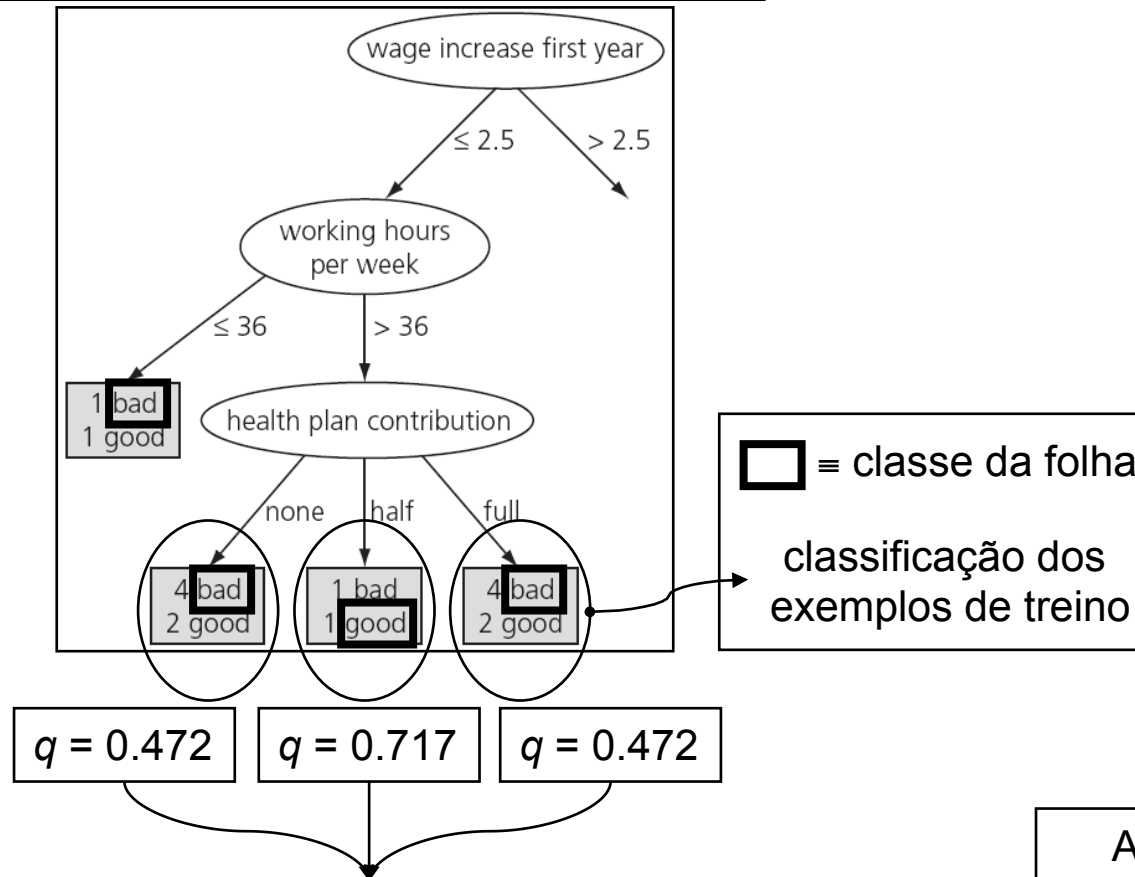 wage increase first year
≤ 2.5
> 2.5
working hours
per week
≤ 36
> 36
1 bad
1 good
health plan contribution
none
half
full
4 bad
2 good
1 bad
1 good
4 bad
2 good
≡ classe da folha
classificação dos
exemplos de treino
q = 0.472
q = 0.717
q = 0.472
A